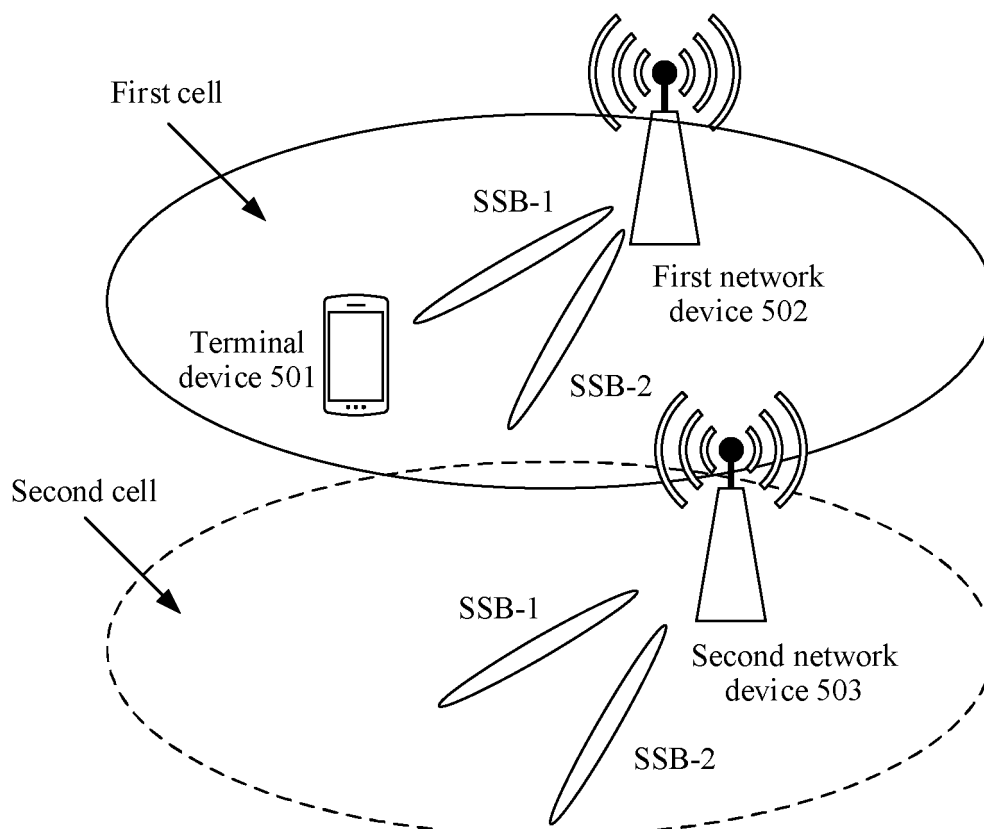 First cell
SSB-1
First network
device 502
Terminal
device 501
SSB-2
Second cell
SSB-1
Second network
device 503
SSB-2